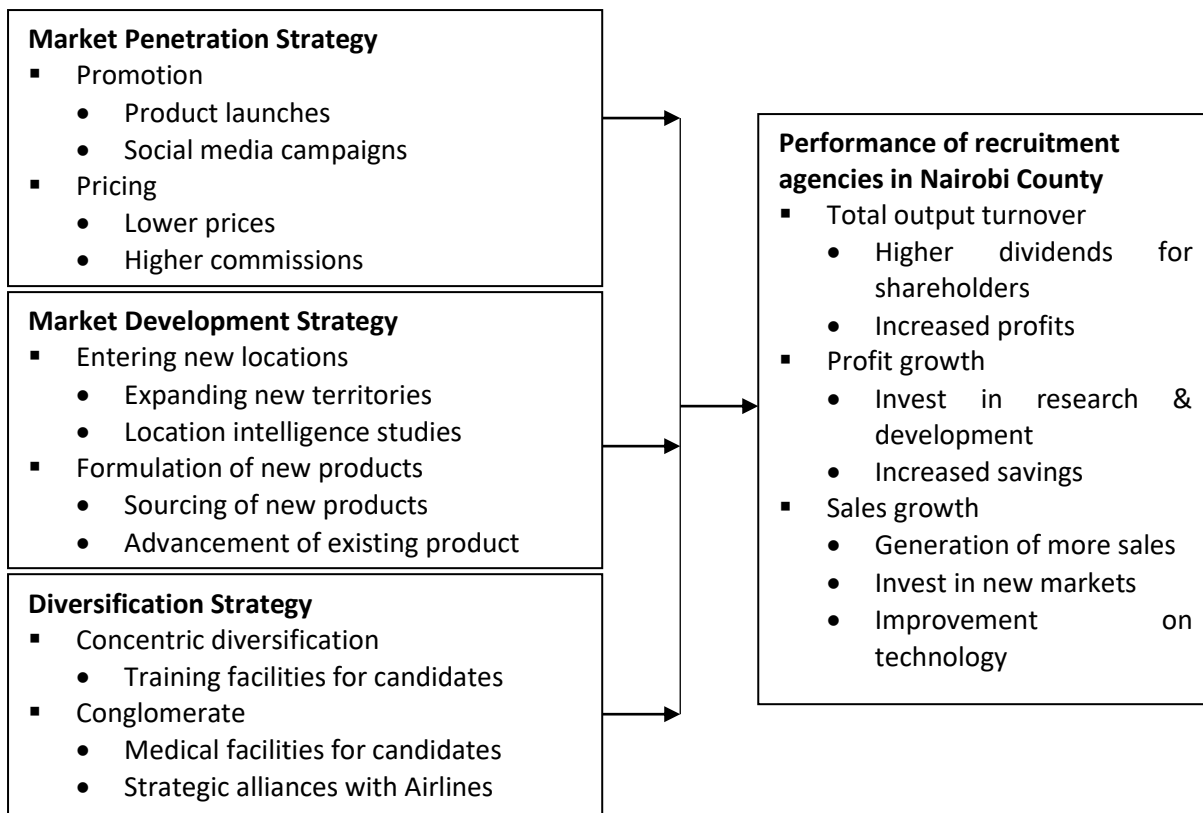 Market Penetration Strategy
▪ Promotion
• Product launches
• Social media campaigns
▪ Pricing
• Lower prices
• Higher commissions
Market Development Strategy
▪ Entering new locations
• Expanding new territories
• Location intelligence studies
▪ Formulation of new products
• Sourcing of new products
• Advancement of existing product
Diversification Strategy
▪ Concentric diversification
• Training facilities for candidates
▪ Conglomerate
• Medical facilities for candidates
• Strategic alliances with Airlines
Performance of recruitment
agencies in Nairobi County
▪ Total output turnover
• Higher dividends for
shareholders
• Increased profits
▪ Profit growth
• Invest in research &
development
• Increased savings
▪ Sales growth
• Generation of more sales
• Invest in new markets
• Improvement on
technology